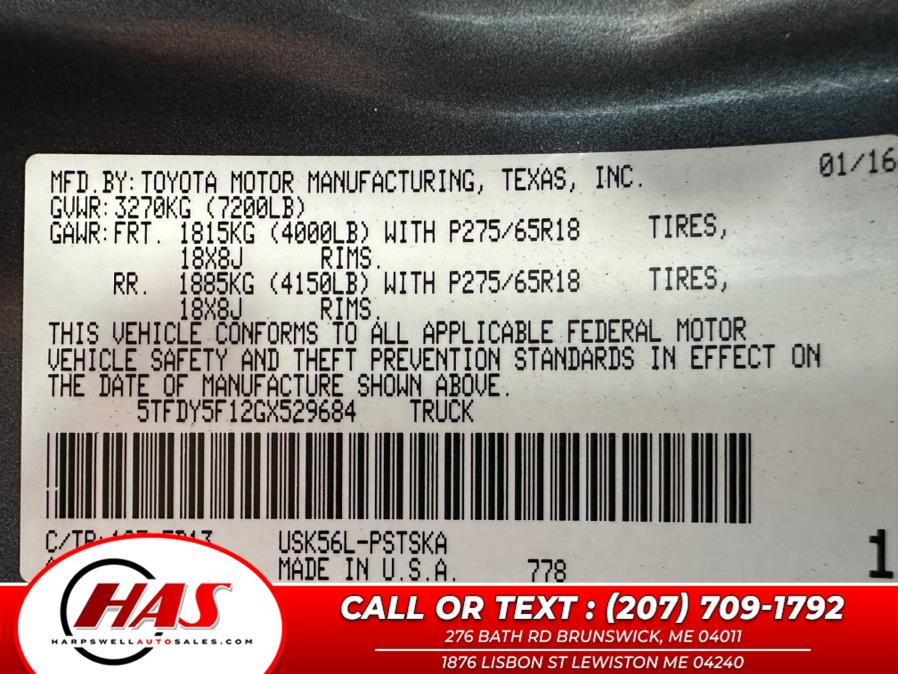 01/16
MFD.BY: TOYOTA MOTOR MANUFACTURING, TEXAS, INC.
GVWR: 3270KG (7200LB)
GAWR: FRT. 1815KG (4000LB) WITH P275/65R18 TIRES,
18X8J RIMS.
RR. 1885KG (4150LB) WITH P275/65R18 TIRES,
18X8J RIMS.
THIS VEHICLE CONFORMS TO ALL APPLICABLE FEDERAL MOTOR
VEHICLE SAFETY AND THEFT PREVENTION STANDARDS IN EFFECT ON
THE DATE OF MANUFACTURE SHOWN ABOVE.
5TFDY5F12GX529684 TRUCK
C/TR: USK56L-PSTSKA
MADE IN U.S.A. 778
1
HAS
HARPSWELLAUTOSALES.COM
CALL OR TEXT : (207) 709-1792
276 BATH RD BRUNSWICK, ME 04011
1876 LISBON ST LEWISTON ME 04240